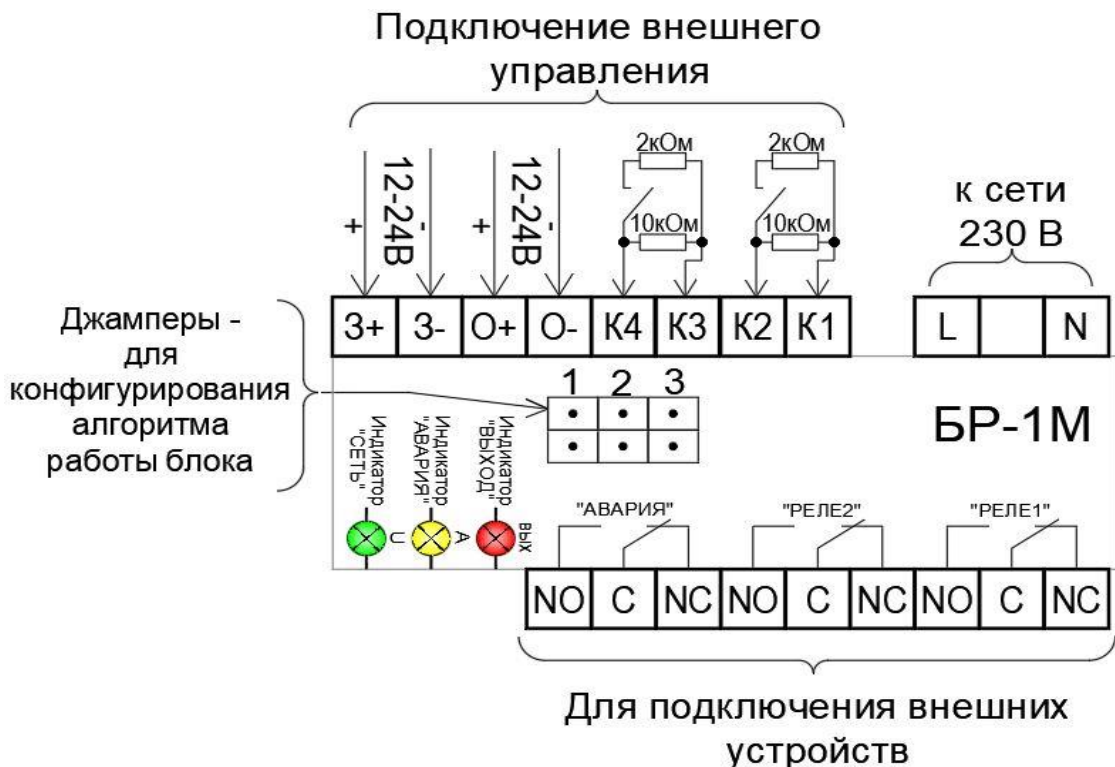 Подключение внешнего
управления
2кОм
2кОм
+
12-24В
-
+
12-24В
-
10кОм
10кОм
к сети
230 В
З+
З-
О+
О-
К4
К3
К2
К1
L
N
Джамперы -
для
конфигурирования
алгоритма
работы блока
1
2
3
БР-1М
Индикатор
"СЕТЬ"
Индикатор
"АВАРИЯ"
Индикатор
"ВЫХОД"
U
A
ВЫХ
"АВАРИЯ"
"РЕЛЕ2"
"РЕЛЕ1"
NO
C
NC
NO
C
NC
NO
C
NC
Для подключения внешних
устройств